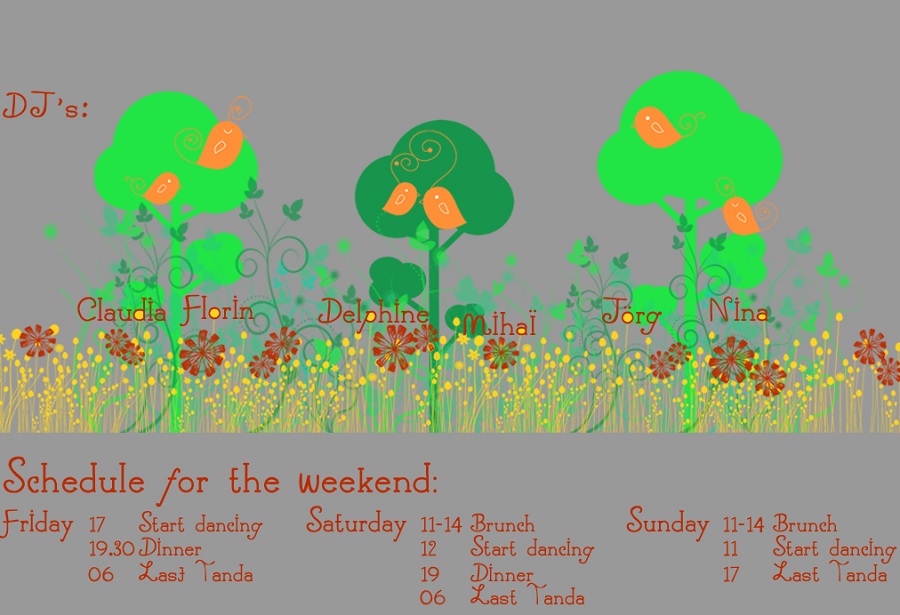 DJ's:
Claudia Florin Delphine Mihaï Jörg Nina
Schedule for the weekend:
Friday 17 Start dancing
19.30 Dinner
06 Last Tanda
Saturday 11-14 Brunch
12 Start dancing
19 Dinner
06 Last Tanda
Sunday 11-14 Brunch
11 Start dancing
17 Last Tanda